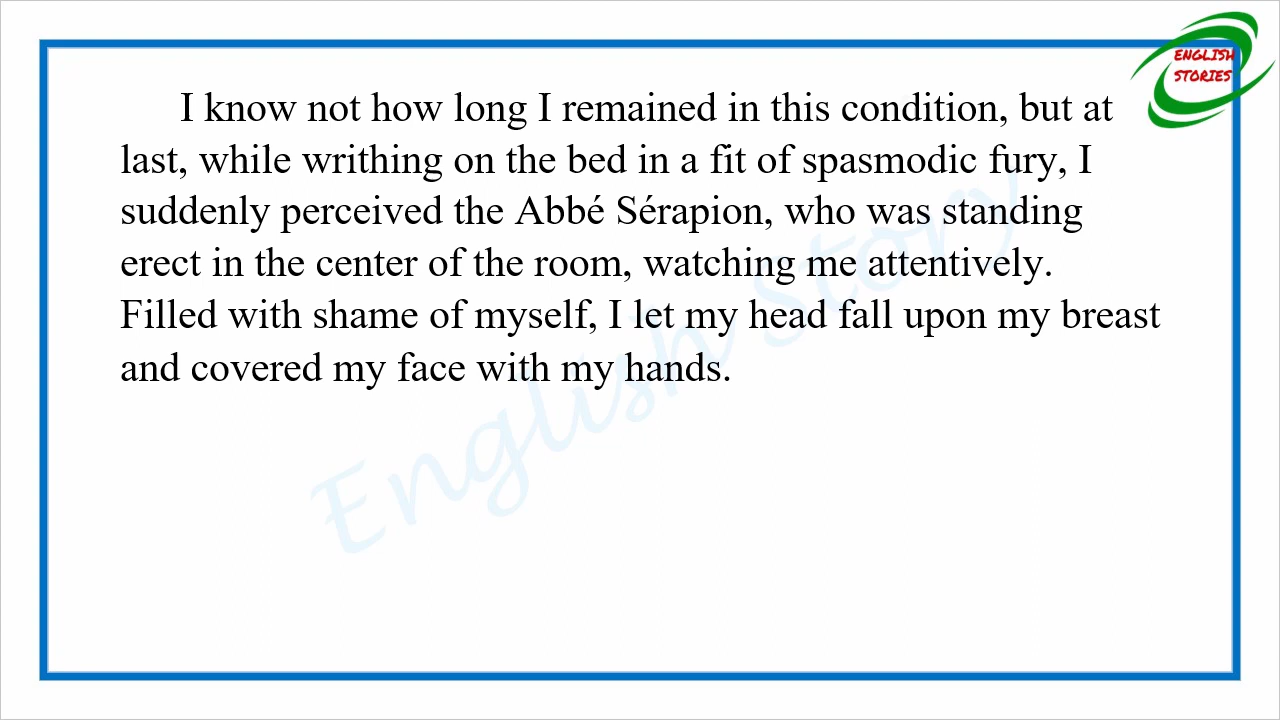 ENGLISH
STORIES
I know not how long I remained in this condition, but at
last, while writhing on the bed in a fit of spasmodic fury, I
suddenly perceived the Abbé Sérapion, who was standing
erect in the center of the room, watching me attentively.
Filled with shame of myself, I let my head fall upon my breast
and covered my face with my hands.
English Story